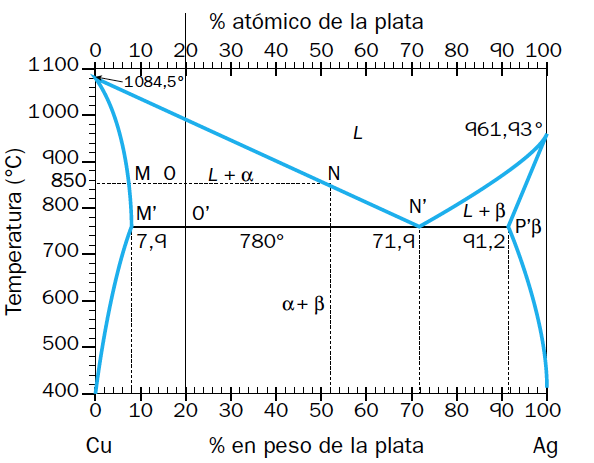 % atómico de la plata
0 10 20 30 40 50 60 70 80 90 100
1100
1084,5°
1000
L
961,93°
900
M O L + α N
850
800
M' O' N' L + β P'β
7,9 780° 71,9 91,2
700
600
α + β
500
400
0 10 20 30 40 50 60 70 80 90 100
Cu % en peso de la plata Ag
Temperatura (°C)